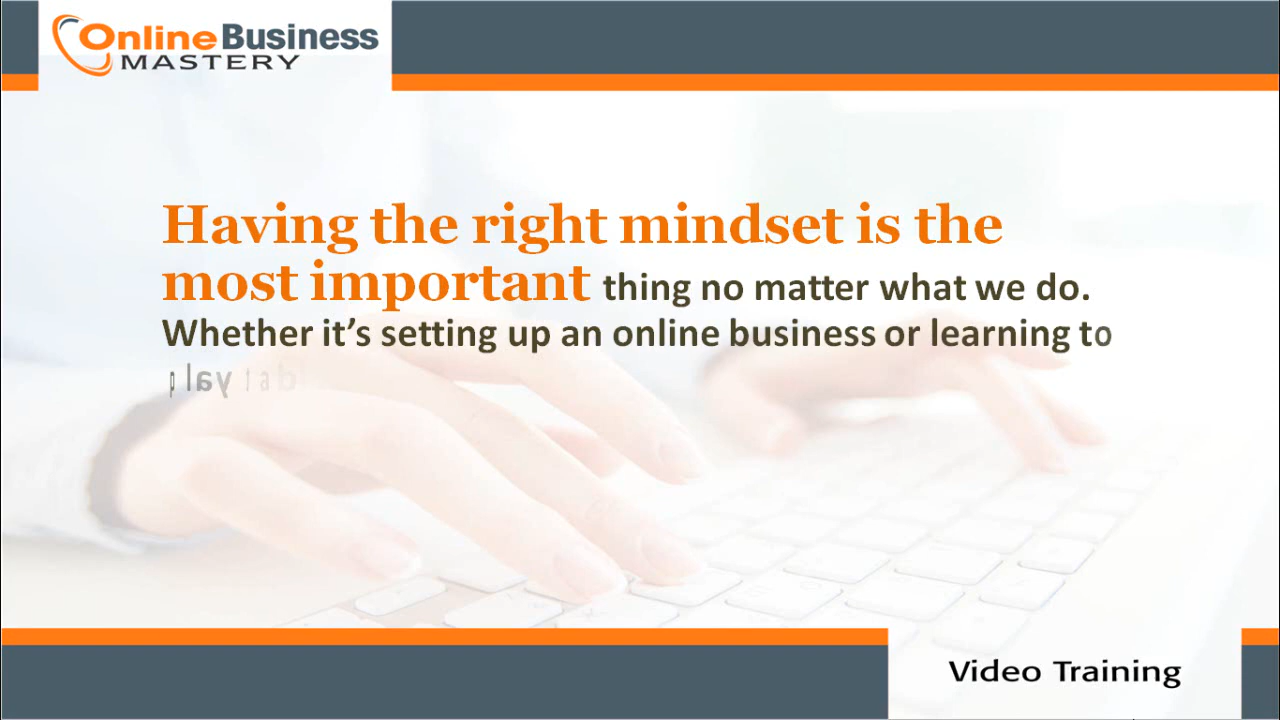 Online Business
MASTERY
Having the right mindset is the
most important thing no matter what we do.
Whether it’s setting up an online business or learning to
play
Video Training